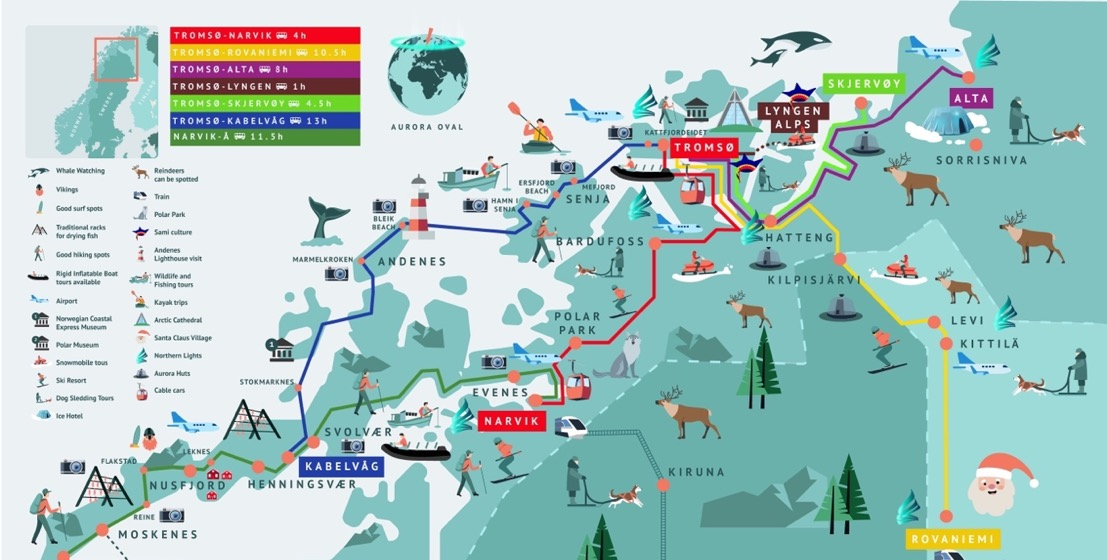 TROMSØ-NARVIK 4h
TROMSØ-ROVANIEMI 10.5h
TROMSØ-ALTA 8h
TROMSØ-LYNGEN 1h
TROMSØ-SKJERVØY 4.5h
TROMSØ-KABELVÅG 13h
NARVIK-Å 11.5h
NORWAY
SWEDEN
FINLAND
AURORA OVAL
Whale Watching
Vikings
Good surf spots
Traditional racks
for drying fish
Good hiking spots
Rigid Inflatable Boat
tours available
Airport
Norwegian Coastal
Express Museum
Polar Museum
Snowmobile tours
Ski Resort
Dog Sledding Tours
Ice Hotel
Reindeers
can be spotted
Train
Polar Park
Sami culture
Andenes
Lighthouse visit
Wildlife and
Fishing tours
Kayak trips
Arctic Cathedral
Santa Claus Village
Northern Lights
Aurora Huts
Cable cars
KATTFJORDEIDET
TROMSØ
LYNGEN
ALPS
SKJERVØY
ALTA
SORRISNIVA
ERSFJORD
BEACH
MEFJORD
HAMN I
SENJA
SENJA
BLEIK
BEACH
ANDENES
MARMELKROKEN
BARDUFOSS
HATTENG
KILPISJÄRVI
POLAR
PARK
LEVI
KITTILÄ
1
STOKMARKNES
EVENES
NARVIK
SVOLVÆR
KABELVÅG
LEKNES
FLAKSTAD
NUSFJORD
HENNINGSVÆR
REINE
MOSKENES
KIRUNA
ROVANIEMI